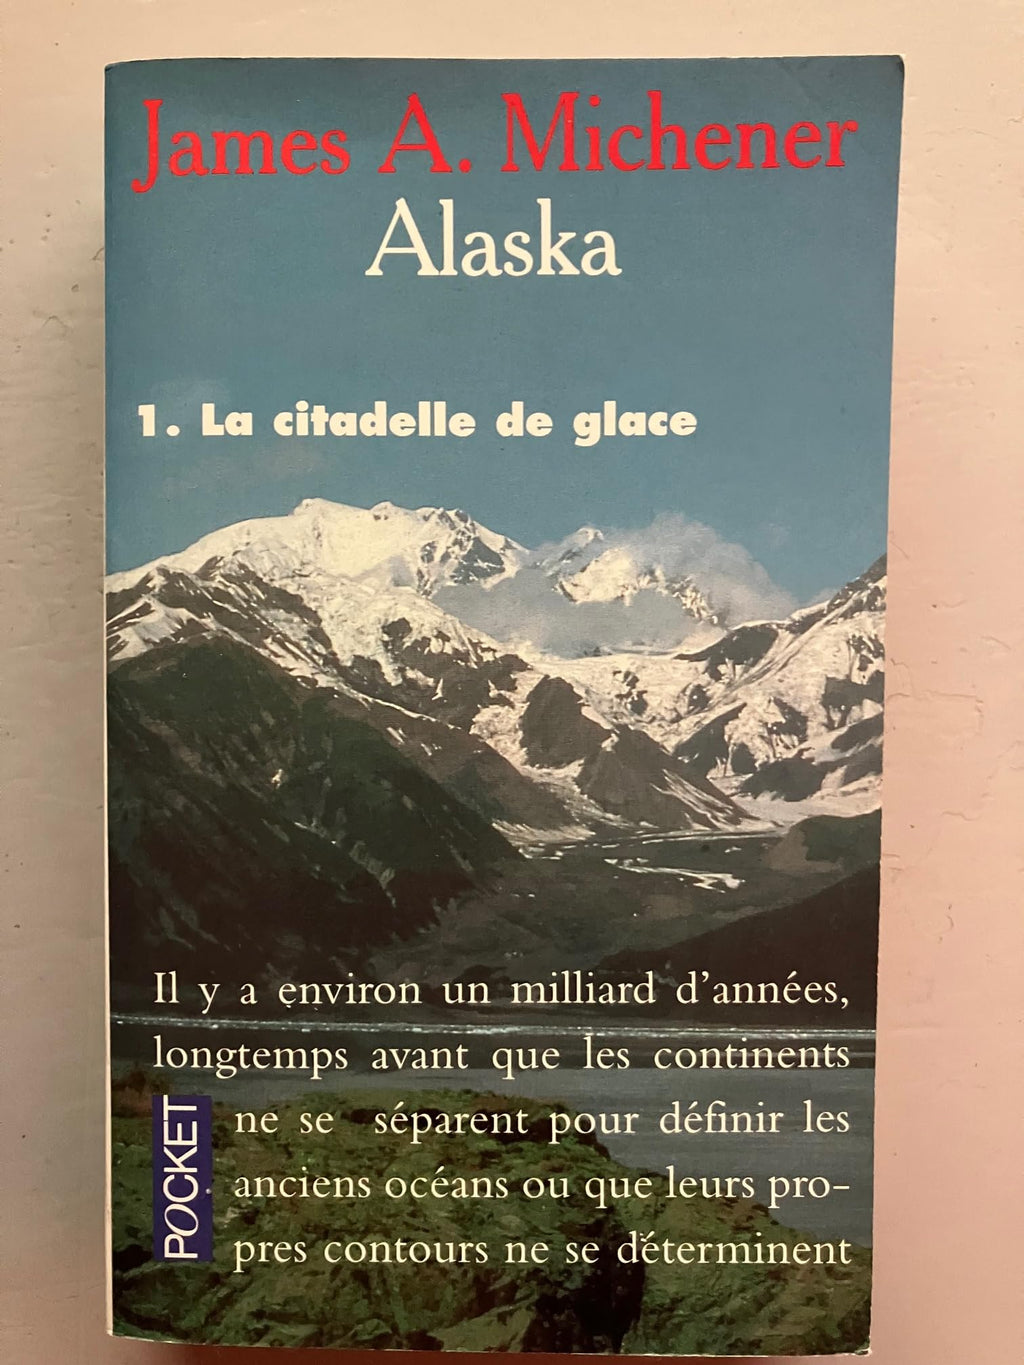 James A. Michener
Alaska
1. La citadelle de glace
Il y a environ un milliard d'années,
longtemps avant que les continents
ne se séparent pour définir les
anciens océans ou que leurs pro-
pres contours ne se déterminent
POCKET